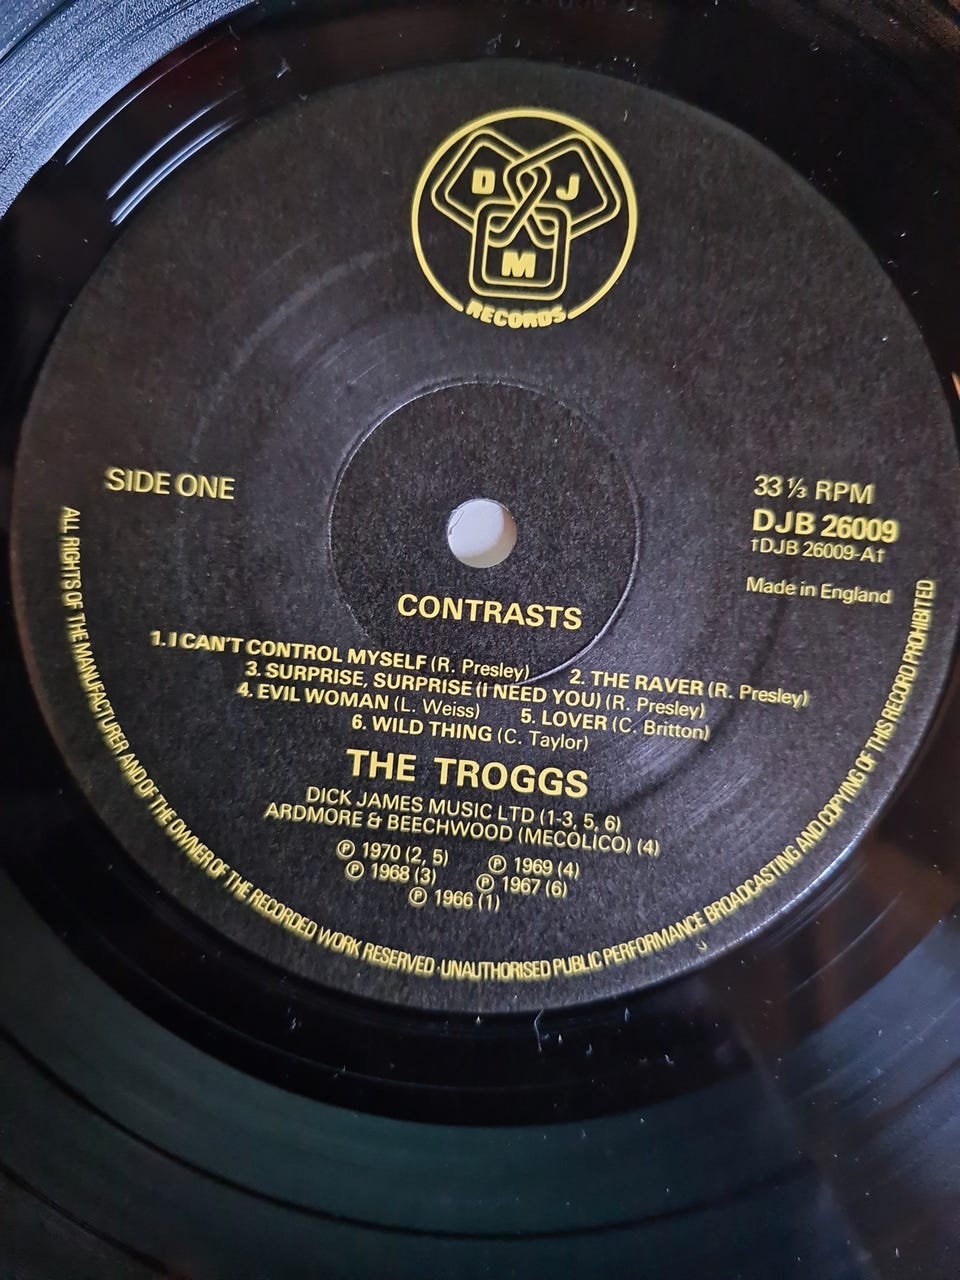 D J
M
RECORDS
SIDE ONE
33 ⅓ RPM
DJB 26009
†DJB 26009-A†
Made in England
CONTRASTS
1. I CAN'T CONTROL MYSELF (R. Presley) 2. THE RAVER (R. Presley)
3. SURPRISE, SURPRISE (I NEED YOU) (R. Presley)
4. EVIL WOMAN (L. Weiss) 5. LOVER (C. Britton)
6. WILD THING (C. Taylor)
THE TROGGS
DICK JAMES MUSIC LTD (1-3, 5, 6)
ARDMORE & BEECHWOOD (MECOLICO) (4)
℗ 1970 (2, 5) ℗ 1969 (4)
℗ 1968 (3) ℗ 1967 (6)
℗ 1966 (1)
ALL RIGHTS OF THE MANUFACTURER AND OF THE OWNER OF THE RECORDED WORK RESERVED · UNAUTHORISED PUBLIC PERFORMANCE BROADCASTING AND COPYING OF THIS RECORD PROHIBITED